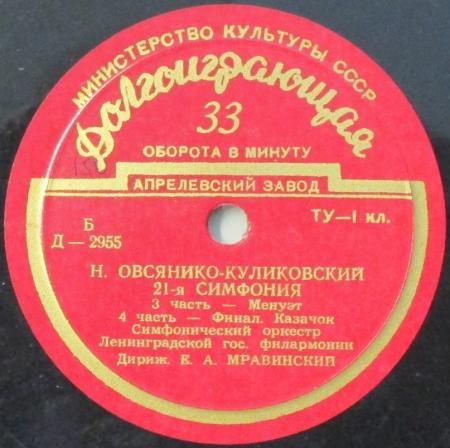 МИНИСТЕРСТВО КУЛЬТУРЫ СССР
Долгоиграющая
33
ОБОРОТА В МИНУТУ
АПРЕЛЕВСКИЙ ЗАВОД
Б
Д — 2955
ТУ—1 кл.
Н. ОВСЯНИКО-КУЛИКОВСКИЙ
21-я СИМФОНИЯ
3 часть — Менуэт
4 часть — Финал. Казачок
Симфонический оркестр
Ленинградской гос. филармонии
Дириж. Е. А. МРАВИНСКИЙ